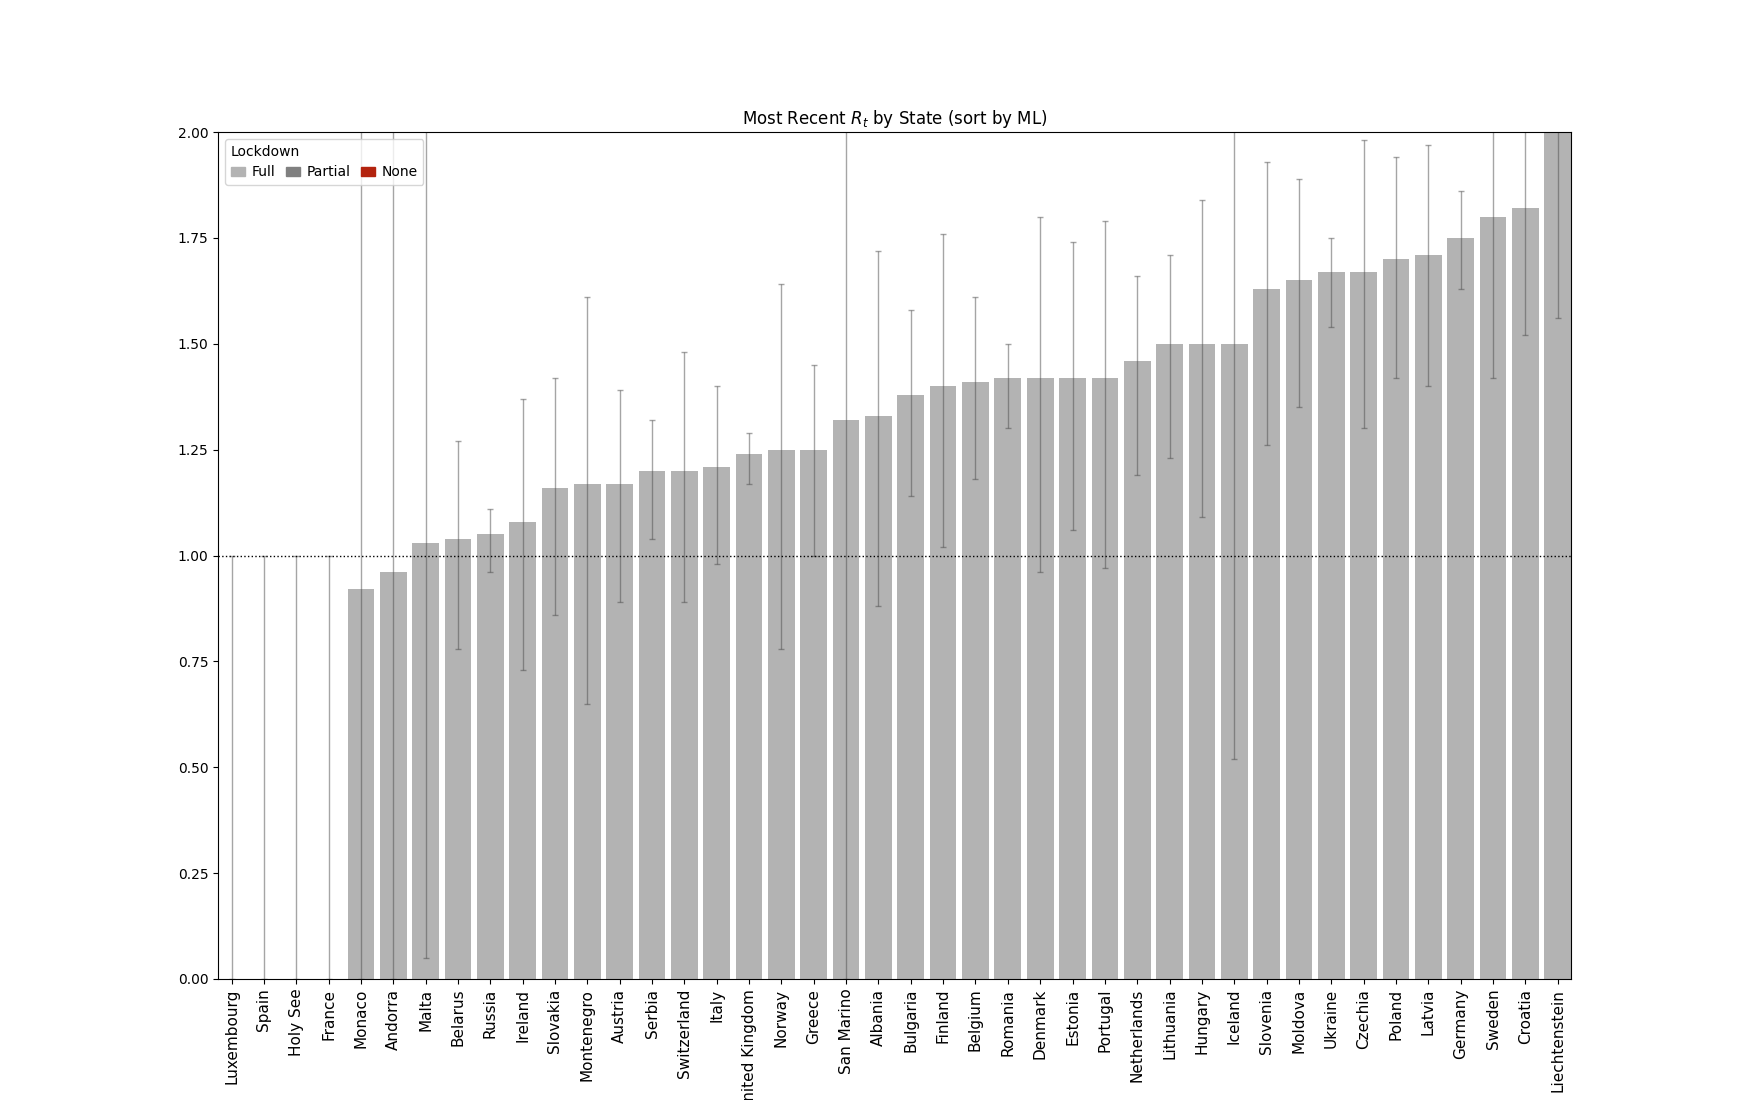 Most Recent R_t by State (sort by ML)
Lockdown
Full Partial None
2.00
1.75
1.50
1.25
1.00
0.75
0.50
0.25
0.00
Luxembourg
Spain
Holy See
France
Monaco
Andorra
Malta
Belarus
Russia
Ireland
Slovakia
Montenegro
Austria
Serbia
Switzerland
Italy
nited Kingdom
Norway
Greece
San Marino
Albania
Bulgaria
Finland
Belgium
Romania
Denmark
Estonia
Portugal
Netherlands
Lithuania
Hungary
Iceland
Slovenia
Moldova
Ukraine
Czechia
Poland
Latvia
Germany
Sweden
Croatia
Liechtenstein